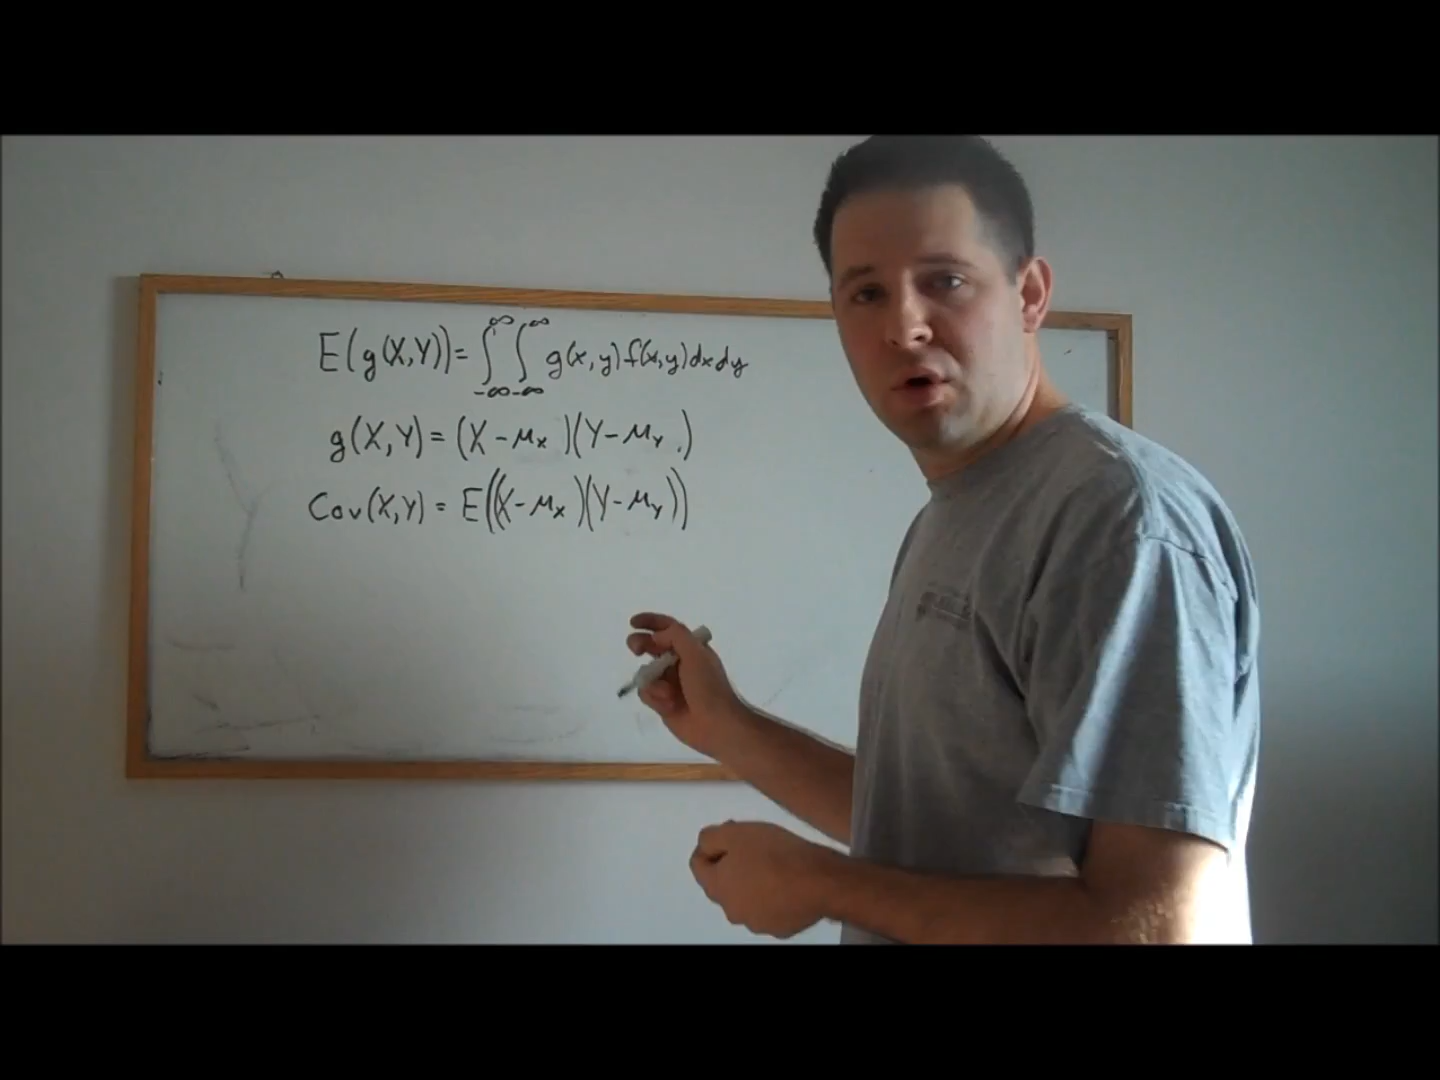 E(g(X,Y)) = ∫_{-∞}^{∞} ∫_{-∞}^{∞} g(x,y) f(x,y) dx dy
g(X,Y) = (X - μ_X)(Y - μ_Y)
Cov(X,Y) = E((X - μ_X)(Y - μ_Y))